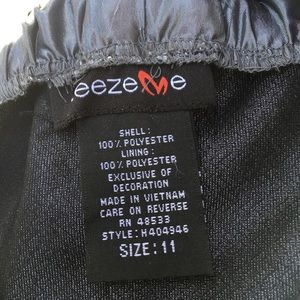 eezeMe
SHELL:
100% POLYESTER
LINING:
100% POLYESTER
EXCLUSIVE OF
DECORATION
MADE IN VIETNAM
CARE ON REVERSE
RN 48533
STYLE: H404946
SIZE: 11